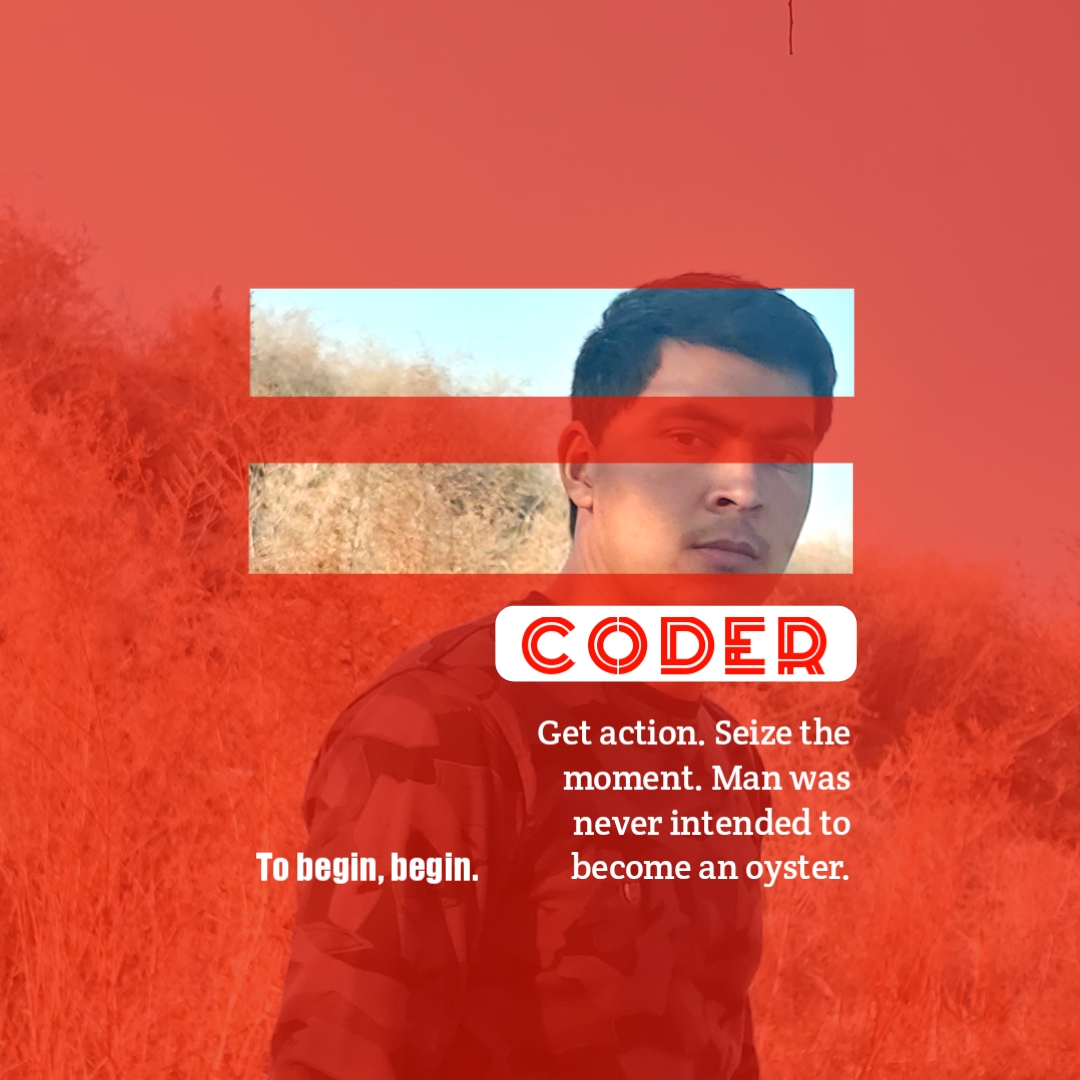 CODER
Get action. Seize the
moment. Man was
never intended to
become an oyster.
To begin, begin.